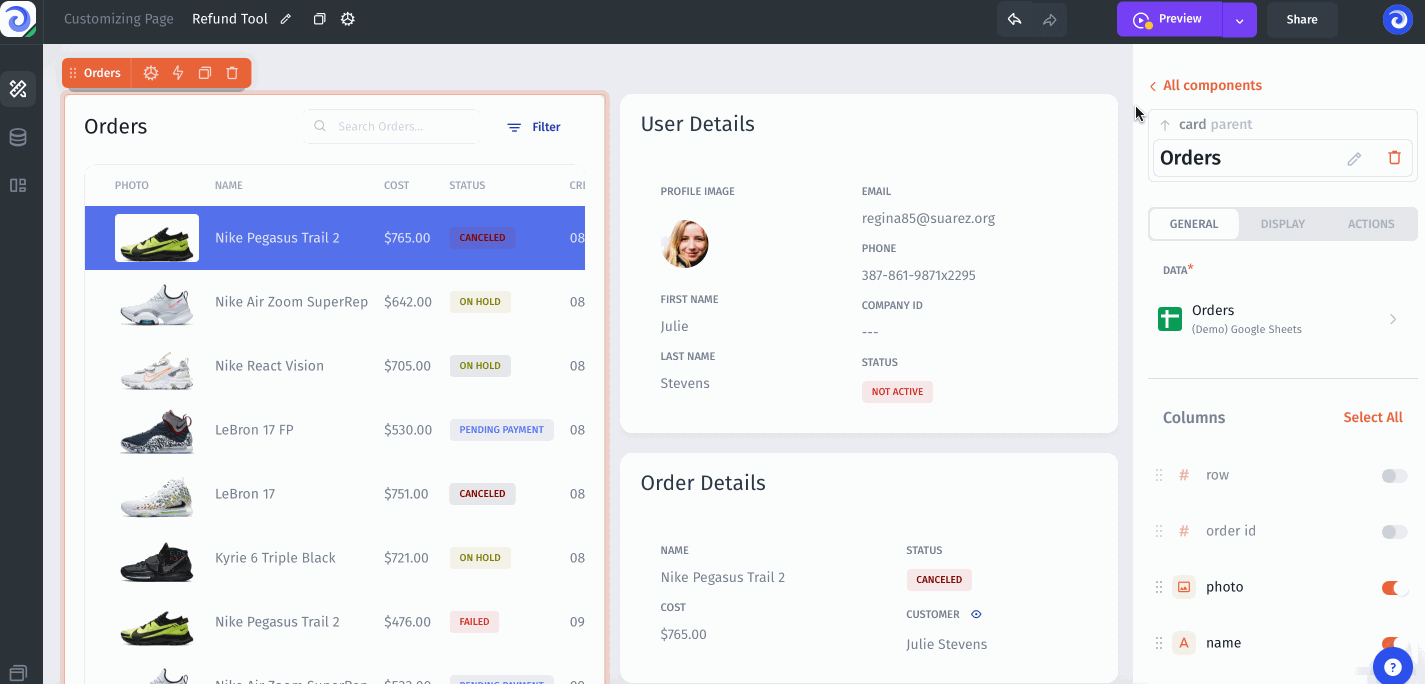 Customizing Page
Refund Tool
Preview
Share
Orders
Orders
Search Orders...
Filter
PHOTO NAME COST STATUS CRE
Nike Pegasus Trail 2 $765.00 CANCELED 08
Nike Air Zoom SuperRep $642.00 ON HOLD 08
Nike React Vision $705.00 ON HOLD 08
LeBron 17 FP $530.00 PENDING PAYMENT 08
LeBron 17 $751.00 CANCELED 08
Kyrie 6 Triple Black $721.00 ON HOLD 08
Nike Pegasus Trail 2 $476.00 FAILED 09
User Details
PROFILE IMAGE
FIRST NAME
Julie
LAST NAME
Stevens
EMAIL
regina85@suarez.org
PHONE
387-861-9871x2295
COMPANY ID
---
STATUS
NOT ACTIVE
Order Details
NAME
Nike Pegasus Trail 2
COST
$765.00
STATUS
CANCELED
CUSTOMER
Julie Stevens
All components
card parent
Orders
GENERAL DISPLAY ACTIONS
DATA*
Orders
(Demo) Google Sheets
Columns Select All
# row
# order id
photo
A name
?